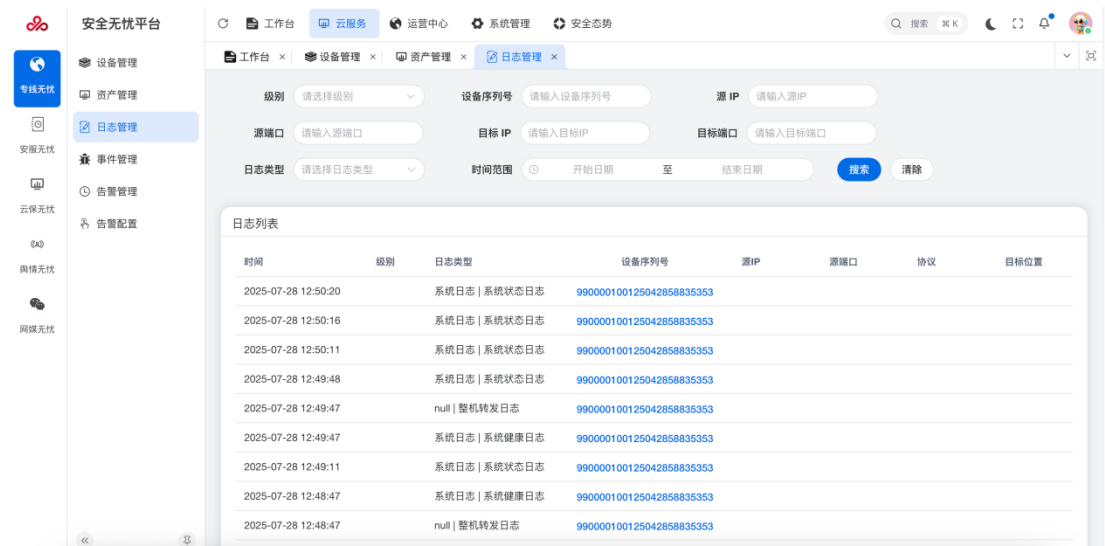 安全无忧平台
工作台 云服务 运营中心 系统管理 安全态势 搜索 ⌘ K
工作台 × 设备管理 × 资产管理 × 日志管理 ×
专线无忧
安服无忧
云保无忧
舆情无忧
网媒无忧
设备管理
资产管理
日志管理
事件管理
告警管理
告警配置
级别 请选择级别 设备序列号 请输入设备序列号 源 IP 请输入源IP
源端口 请输入源端口 目标 IP 请输入目标IP 目标端口 请输入目标端口
日志类型 请选择日志类型 时间范围 开始日期 至 结束日期 搜索 清除
日志列表
时间 级别 日志类型 设备序列号 源IP 源端口 协议 目标位置
2025-07-28 12:50:20 系统日志 | 系统状态日志 990000100125042858835353
2025-07-28 12:50:16 系统日志 | 系统状态日志 990000100125042858835353
2025-07-28 12:50:11 系统日志 | 系统状态日志 990000100125042858835353
2025-07-28 12:49:48 系统日志 | 系统状态日志 990000100125042858835353
2025-07-28 12:49:47 null | 整机转发日志 990000100125042858835353
2025-07-28 12:49:47 系统日志 | 系统健康日志 990000100125042858835353
2025-07-28 12:49:11 系统日志 | 系统状态日志 990000100125042858835353
2025-07-28 12:48:47 系统日志 | 系统健康日志 990000100125042858835353
2025-07-28 12:48:47 null | 整机转发日志 990000100125042858835353